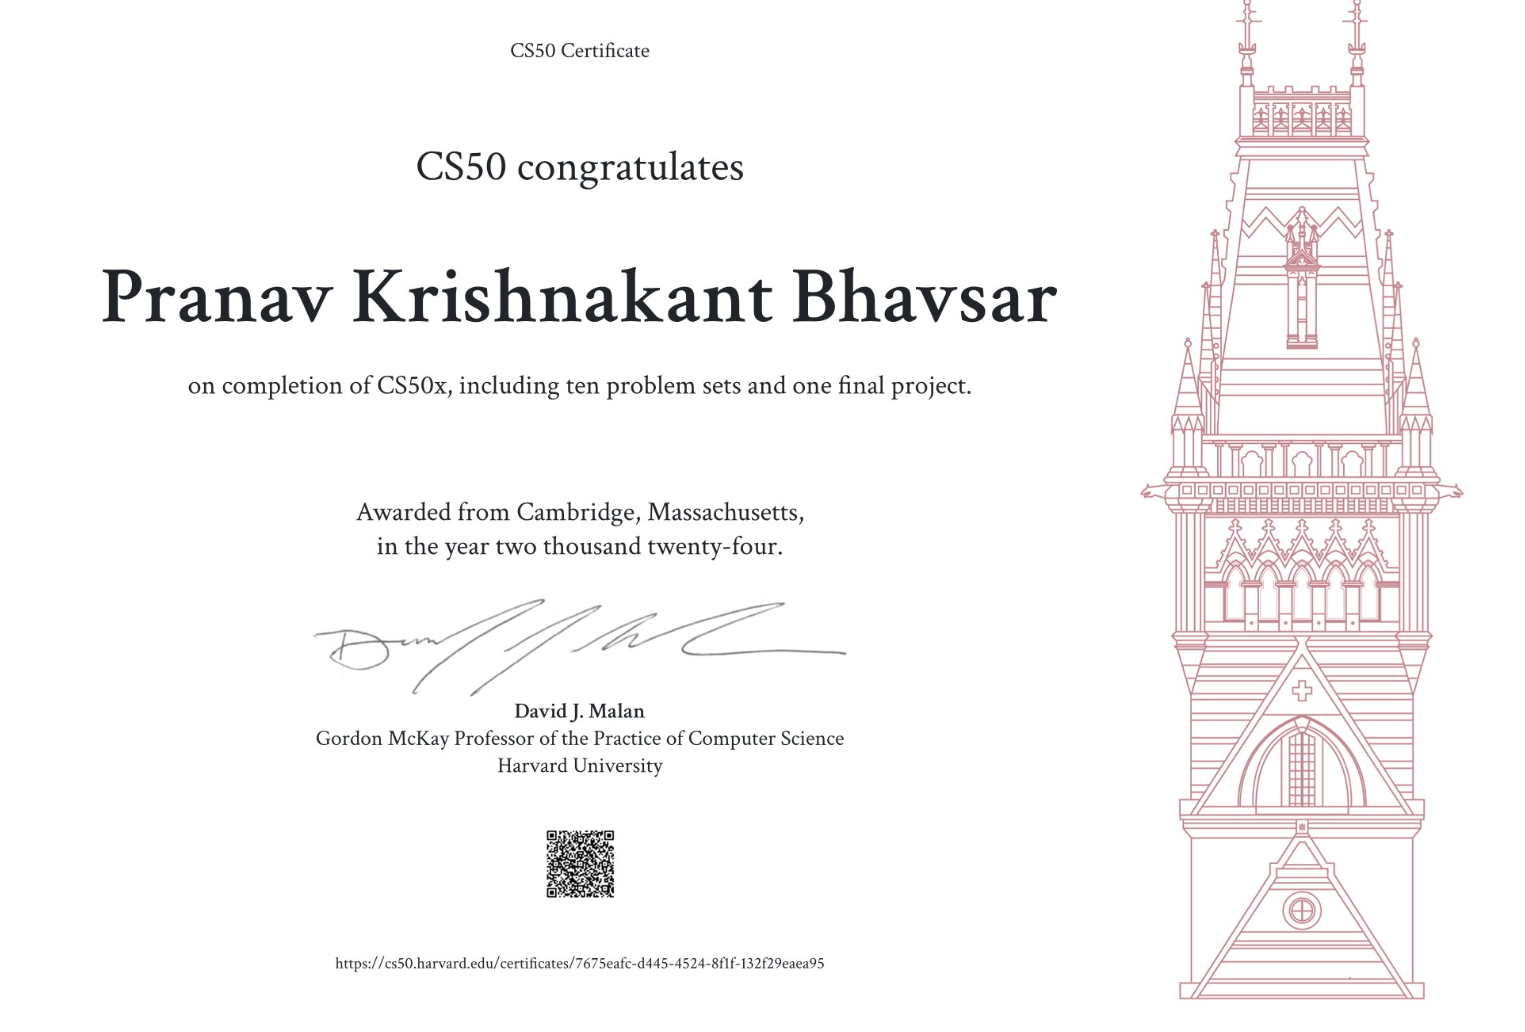 CS50 Certificate
CS50 congratulates
Pranav Krishnakant Bhavsar
on completion of CS50x, including ten problem sets and one final project.
Awarded from Cambridge, Massachusetts,
in the year two thousand twenty-four.
David J. Malan
Gordon McKay Professor of the Practice of Computer Science
Harvard University
https://cs50.harvard.edu/certificates/7675eafc-d445-4524-8f1f-132f29eaea95